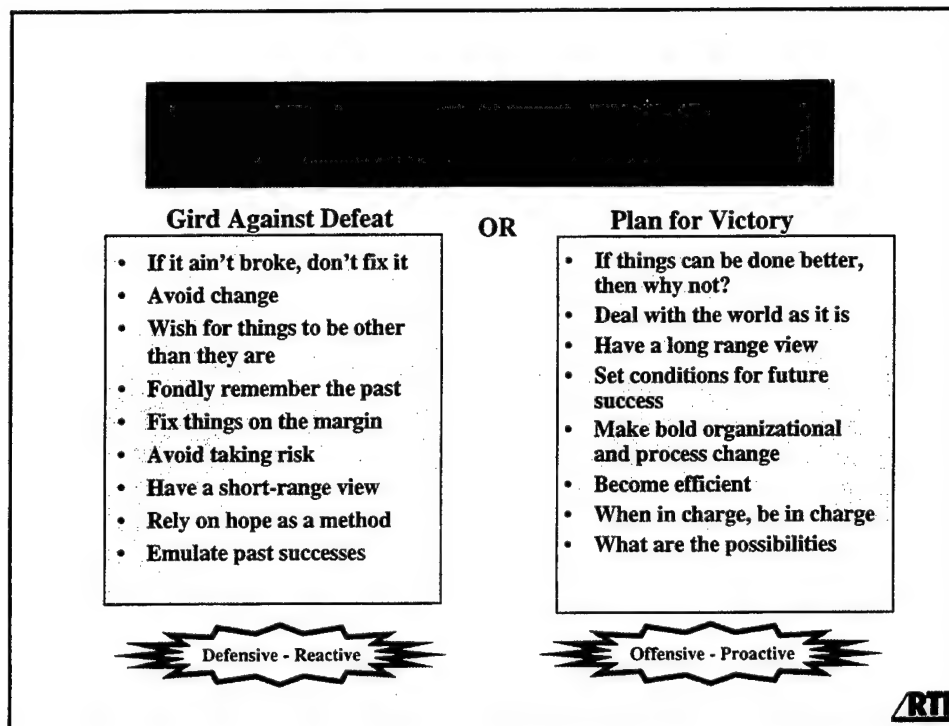 Gird Against Defeat
OR
Plan for Victory
• If it ain't broke, don't fix it
• Avoid change
• Wish for things to be other
than they are
• Fondly remember the past
• Fix things on the margin
• Avoid taking risk
• Have a short-range view
• Rely on hope as a method
• Emulate past successes
• If things can be done better,
then why not?
• Deal with the world as it is
• Have a long range view
• Set conditions for future
success
• Make bold organizational
and process change
• Become efficient
• When in charge, be in charge
• What are the possibilities
Defensive - Reactive
Offensive - Proactive
RTI